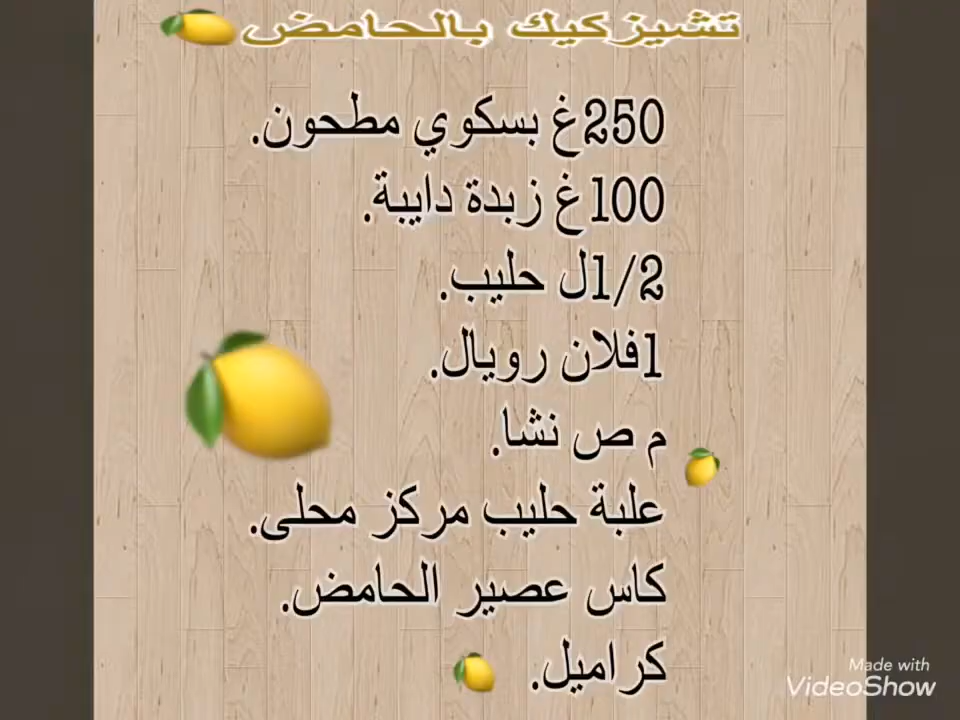 تشيزكيك بالحامض
250غ بسكوي مطحون.
100غ زبدة دايبة.
1/2ل حليب.
1فلان رويال.
م ص نشا.
علبة حليب مركز محلى.
كاس عصير الحامض.
كراميل.
Made with
VideoShow